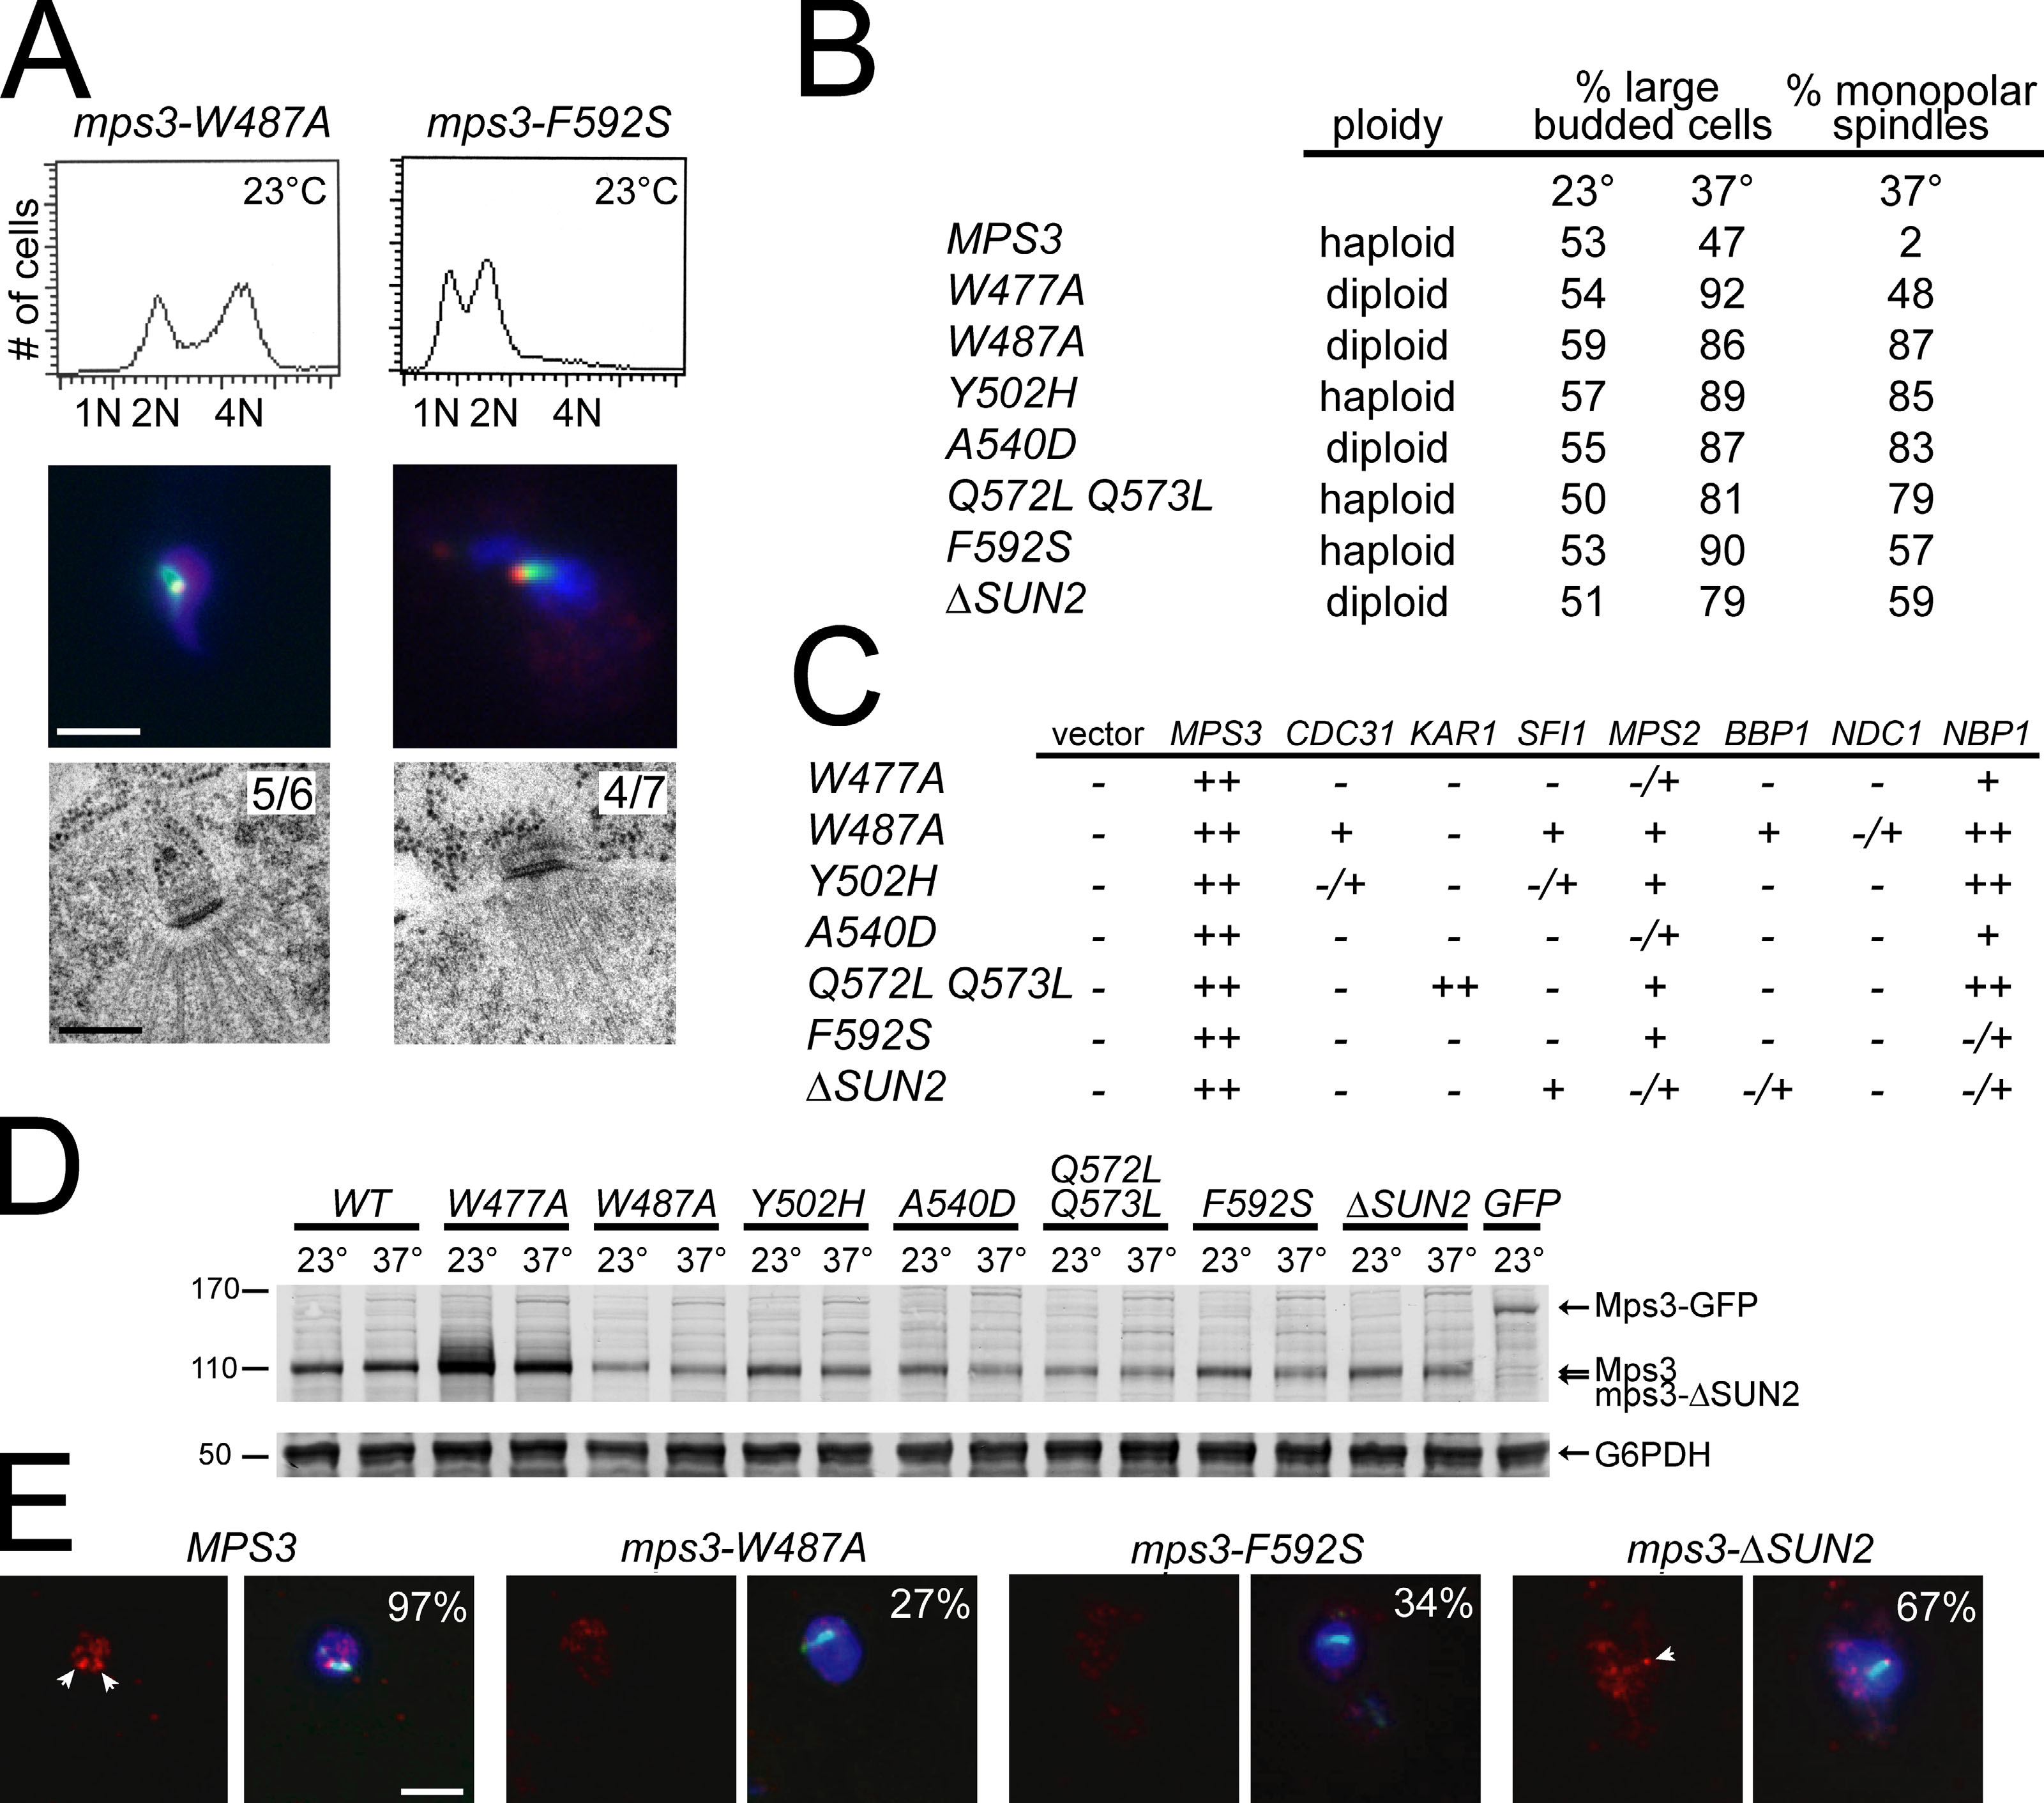 A
mps3-W487A
mps3-F592S
23°C
23°C
# of cells
1N 2N 4N
1N 2N 4N
5/6
4/7
B
ploidy
% large budded cells
% monopolar spindles
23° 37° 37°
MPS3 haploid 53 47 2
W477A diploid 54 92 48
W487A diploid 59 86 87
Y502H haploid 57 89 85
A540D diploid 55 87 83
Q572L Q573L haploid 50 81 79
F592S haploid 53 90 57
ΔSUN2 diploid 51 79 59
C
vector MPS3 CDC31 KAR1 SFI1 MPS2 BBP1 NDC1 NBP1
W477A - ++ - - - -/+ - - +
W487A - ++ + - + + + -/+ ++
Y502H - ++ -/+ - -/+ + - - ++
A540D - ++ - - - -/+ - - +
Q572L Q573L - ++ - ++ - + - - ++
F592S - ++ - - - + - - -/+
ΔSUN2 - ++ - - + -/+ -/+ - -/+
D
Q572L
WT W477A W487A Y502H A540D Q573L F592S ΔSUN2 GFP
23° 37° 23° 37° 23° 37° 23° 37° 23° 37° 23° 37° 23° 37° 23° 37° 23°
170
Mps3-GFP
110
Mps3
mps3-ΔSUN2
50
G6PDH
E
MPS3
mps3-W487A
mps3-F592S
mps3-ΔSUN2
97%
27%
34%
67%